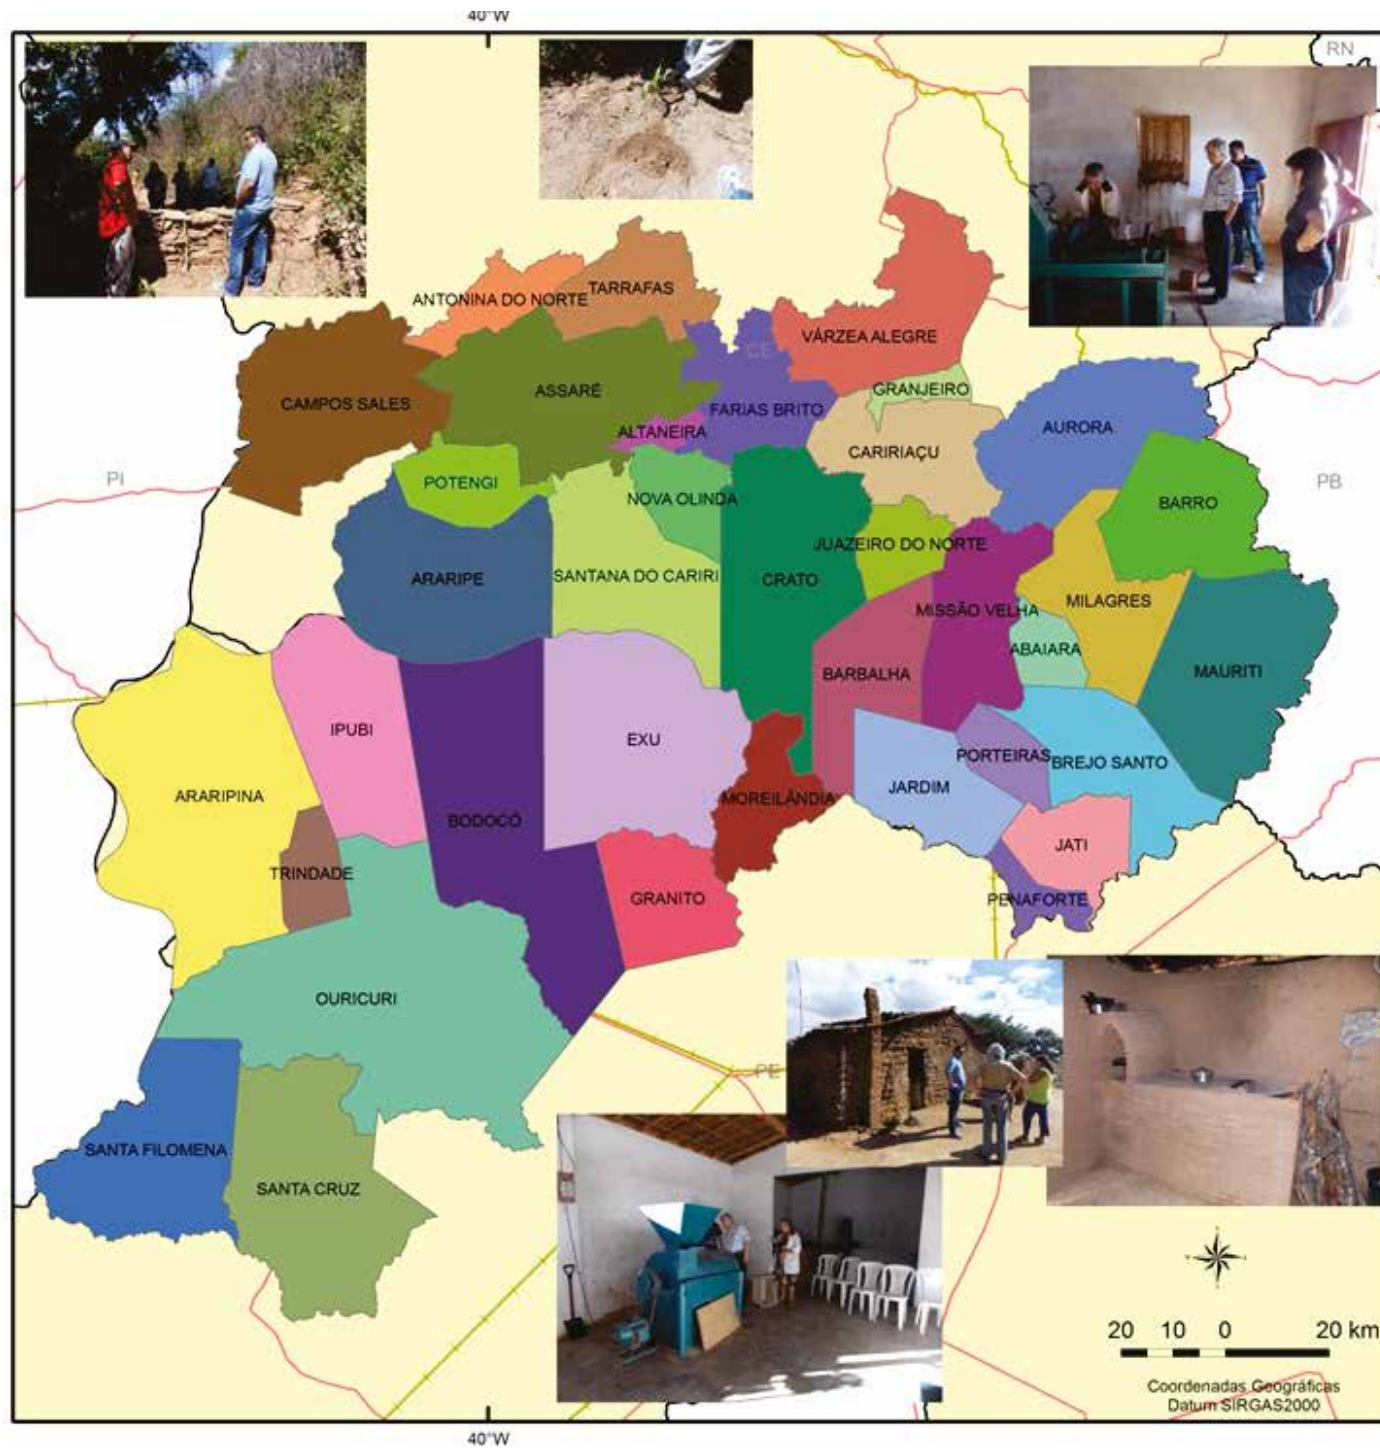 40°W
RN
ANTONINA DO NORTE
TARRAFAS
VÁRZEA ALEGRE
CE
CAMPOS SALES
ASSARÉ
FARIAS BRITO
GRANJEIRO
ALTANEIRA
AURORA
CARIRIAÇU
PI
POTENGI
NOVA OLINDA
BARRO
PB
JUAZEIRO DO NORTE
ARARIPE
SANTANA DO CARIRI
CRATO
MISSÃO VELHA
MILAGRES
ABAIARA
BARBALHA
MAURITI
IPUBI
EXU
PORTEIRAS
BREJO SANTO
ARARIPINA
JARDIM
MOREILÂNDIA
BODOCÓ
JATI
TRINDADE
GRANITO
PENAFORTE
OURICURI
PE
SANTA FILOMENA
SANTA CRUZ
20 10 0 20 km
Coordenadas Geográficas
Datum SIRGAS2000
40°W